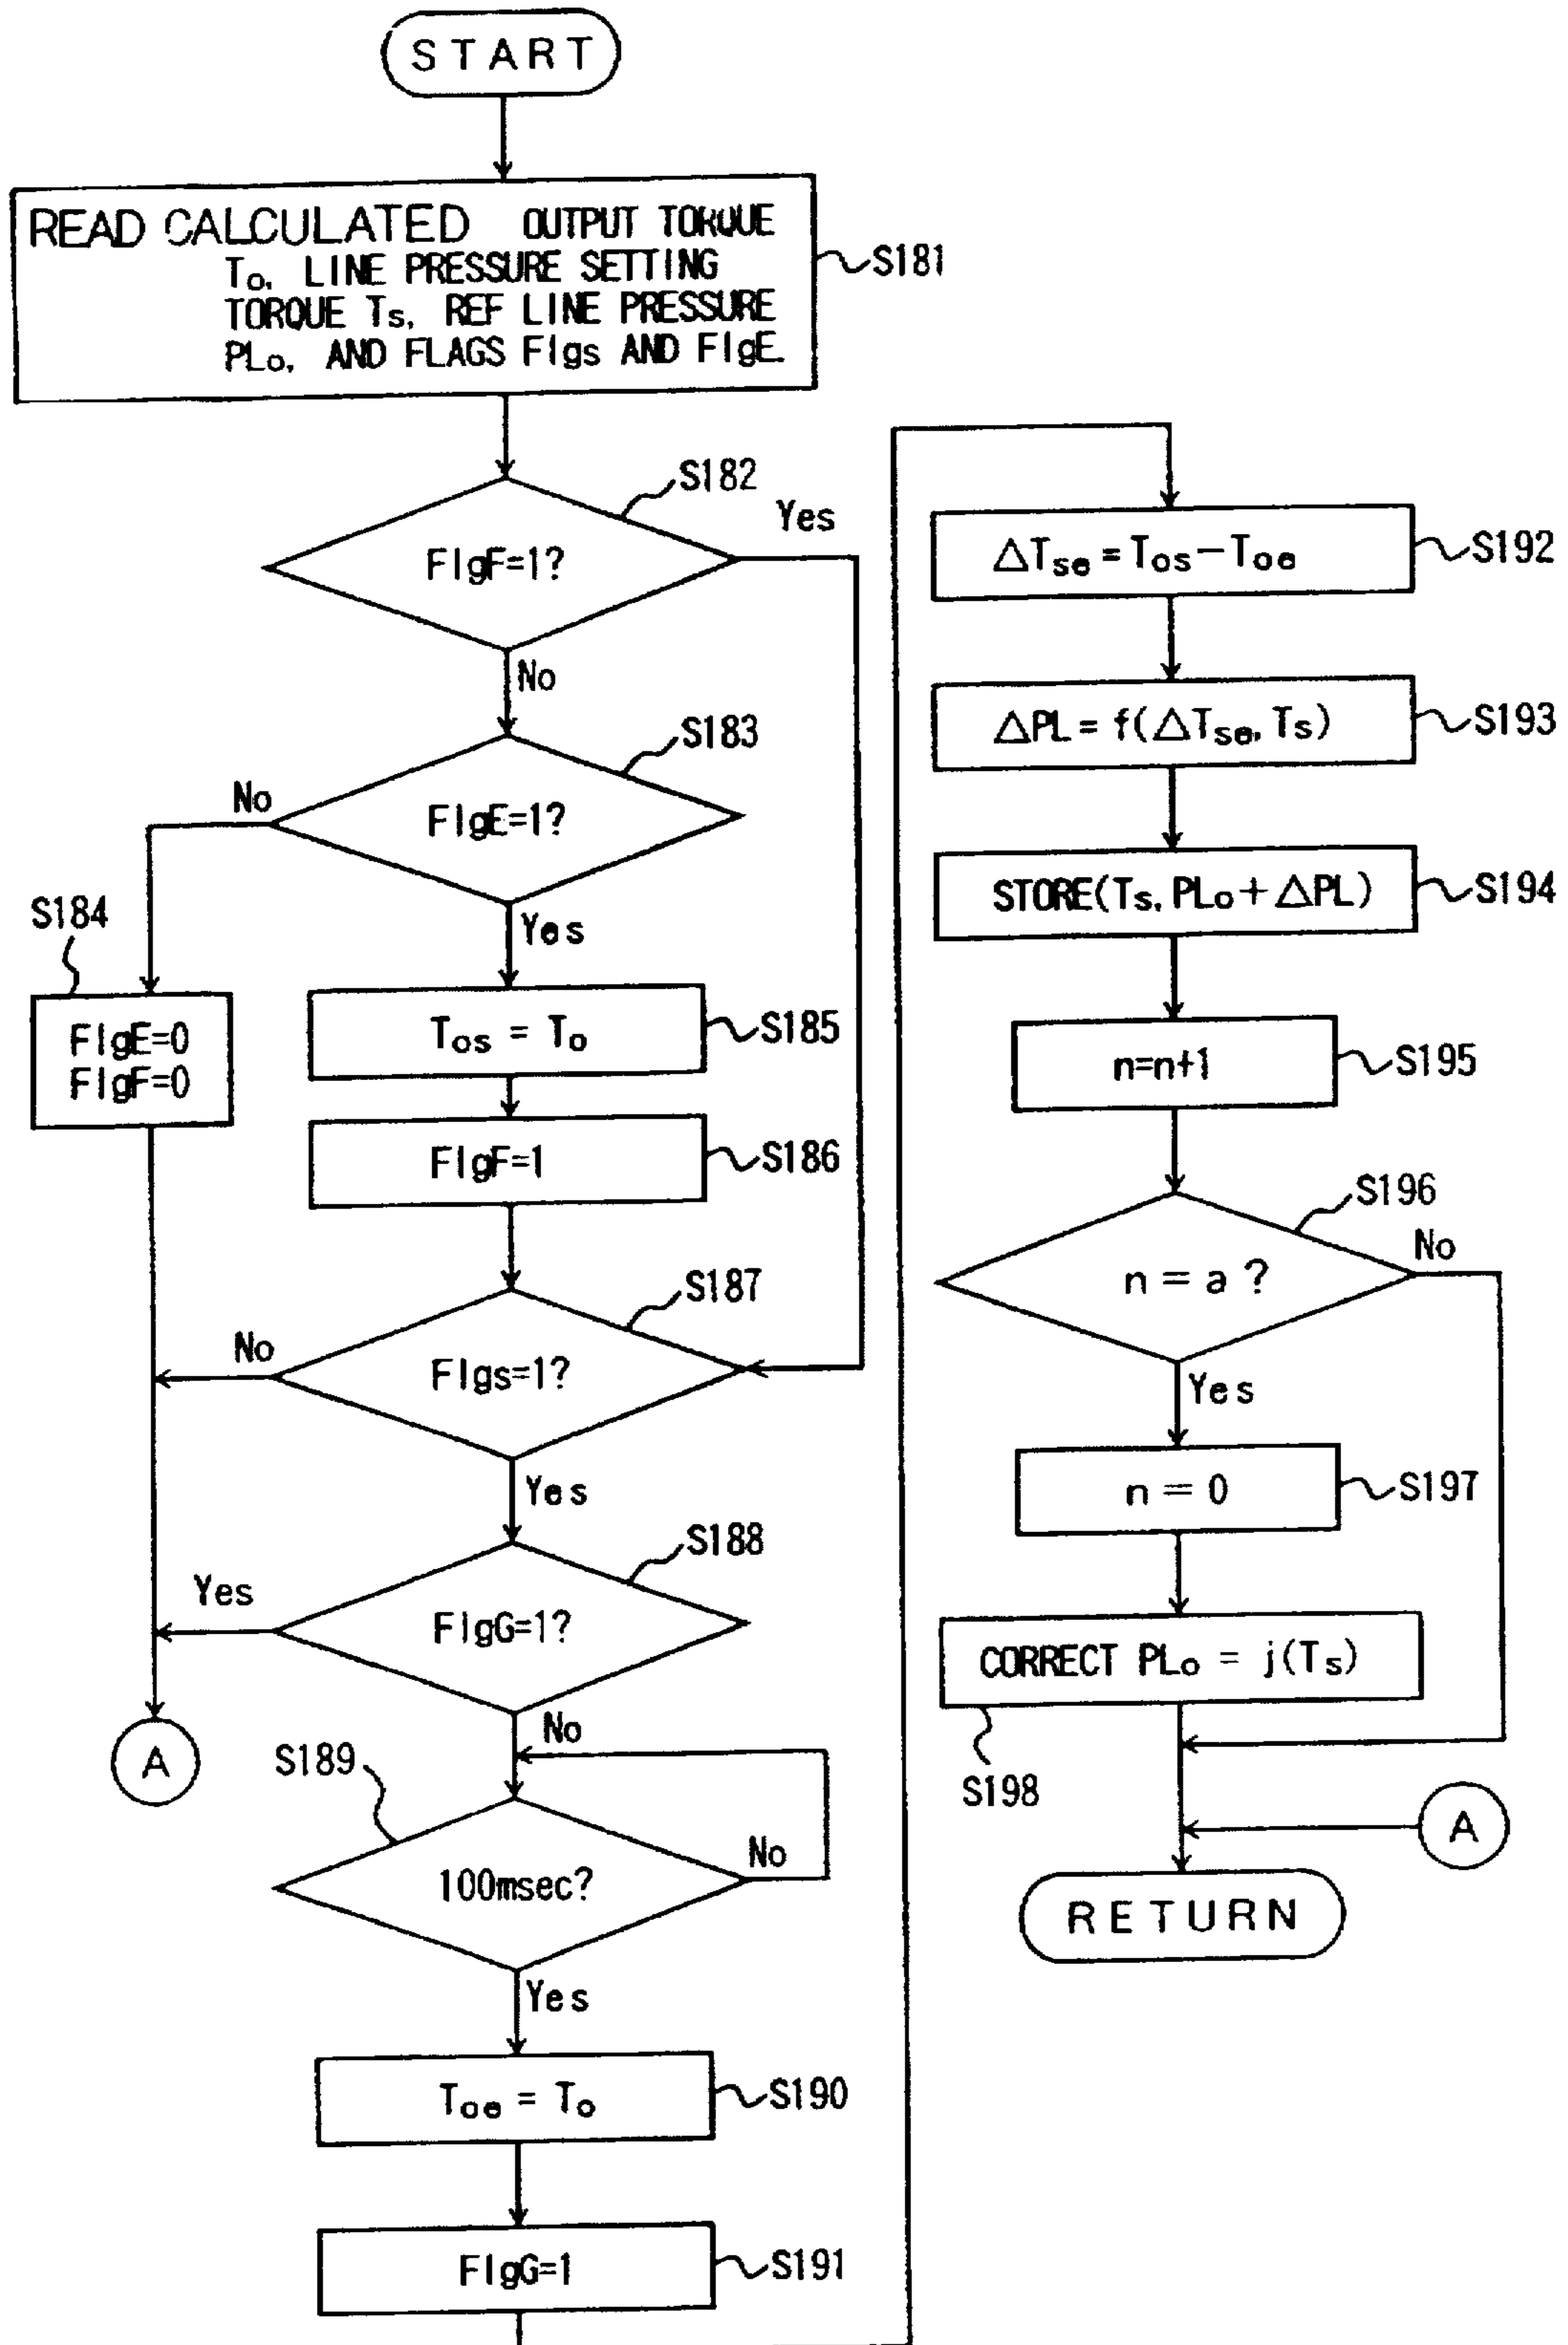 START
READ CALCULATED OUTPUT TORQUE
To, LINE PRESSURE SETTING
TORQUE Ts, REF LINE PRESSURE
PLo, AND FLAGS Flgs AND FlgE.
S181
S182
FlgF=1?
Yes
No
S183
FlgE=1?
No
Yes
S184
FlgE=0
FlgF=0
Tos = To
S185
FlgF=1
S186
S187
Flgs=1?
No
Yes
S188
FlgG=1?
Yes
No
A
S189
100msec?
No
Yes
Toe = To
S190
FlgG=1
S191
△Tse = Tos−Toe
S192
△PL = f(△Tse, Ts)
S193
STORE(Ts, PLo + △PL)
S194
n=n+1
S195
S196
n = a ?
No
Yes
n = 0
S197
CORRECT PLo = j(Ts)
S198
A
RETURN